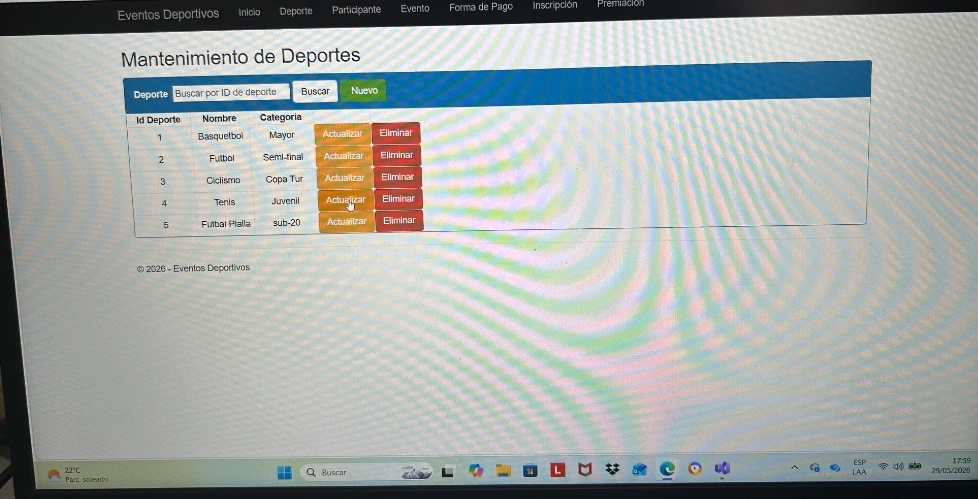 Eventos Deportivos Inicio Deporte Participante Evento Forma de Pago Inscripción Premiación
Mantenimiento de Deportes
Deporte Buscar por ID de deporte Buscar Nuevo
Id Deporte Nombre Categoria
1 Basquetbol Mayor Actualizar Eliminar
2 Futbol Semi-final Actualizar Eliminar
3 Ciclismo Copa Tur Actualizar Eliminar
4 Tenis Juvenil Actualizar Eliminar
5 Futbal Plalla sub-20 Actualizar Eliminar
© 2026 - Eventos Deportivos
22°C
Parc. soleado
Buscar
L
ESP
LAA
17:59
29/05/2026